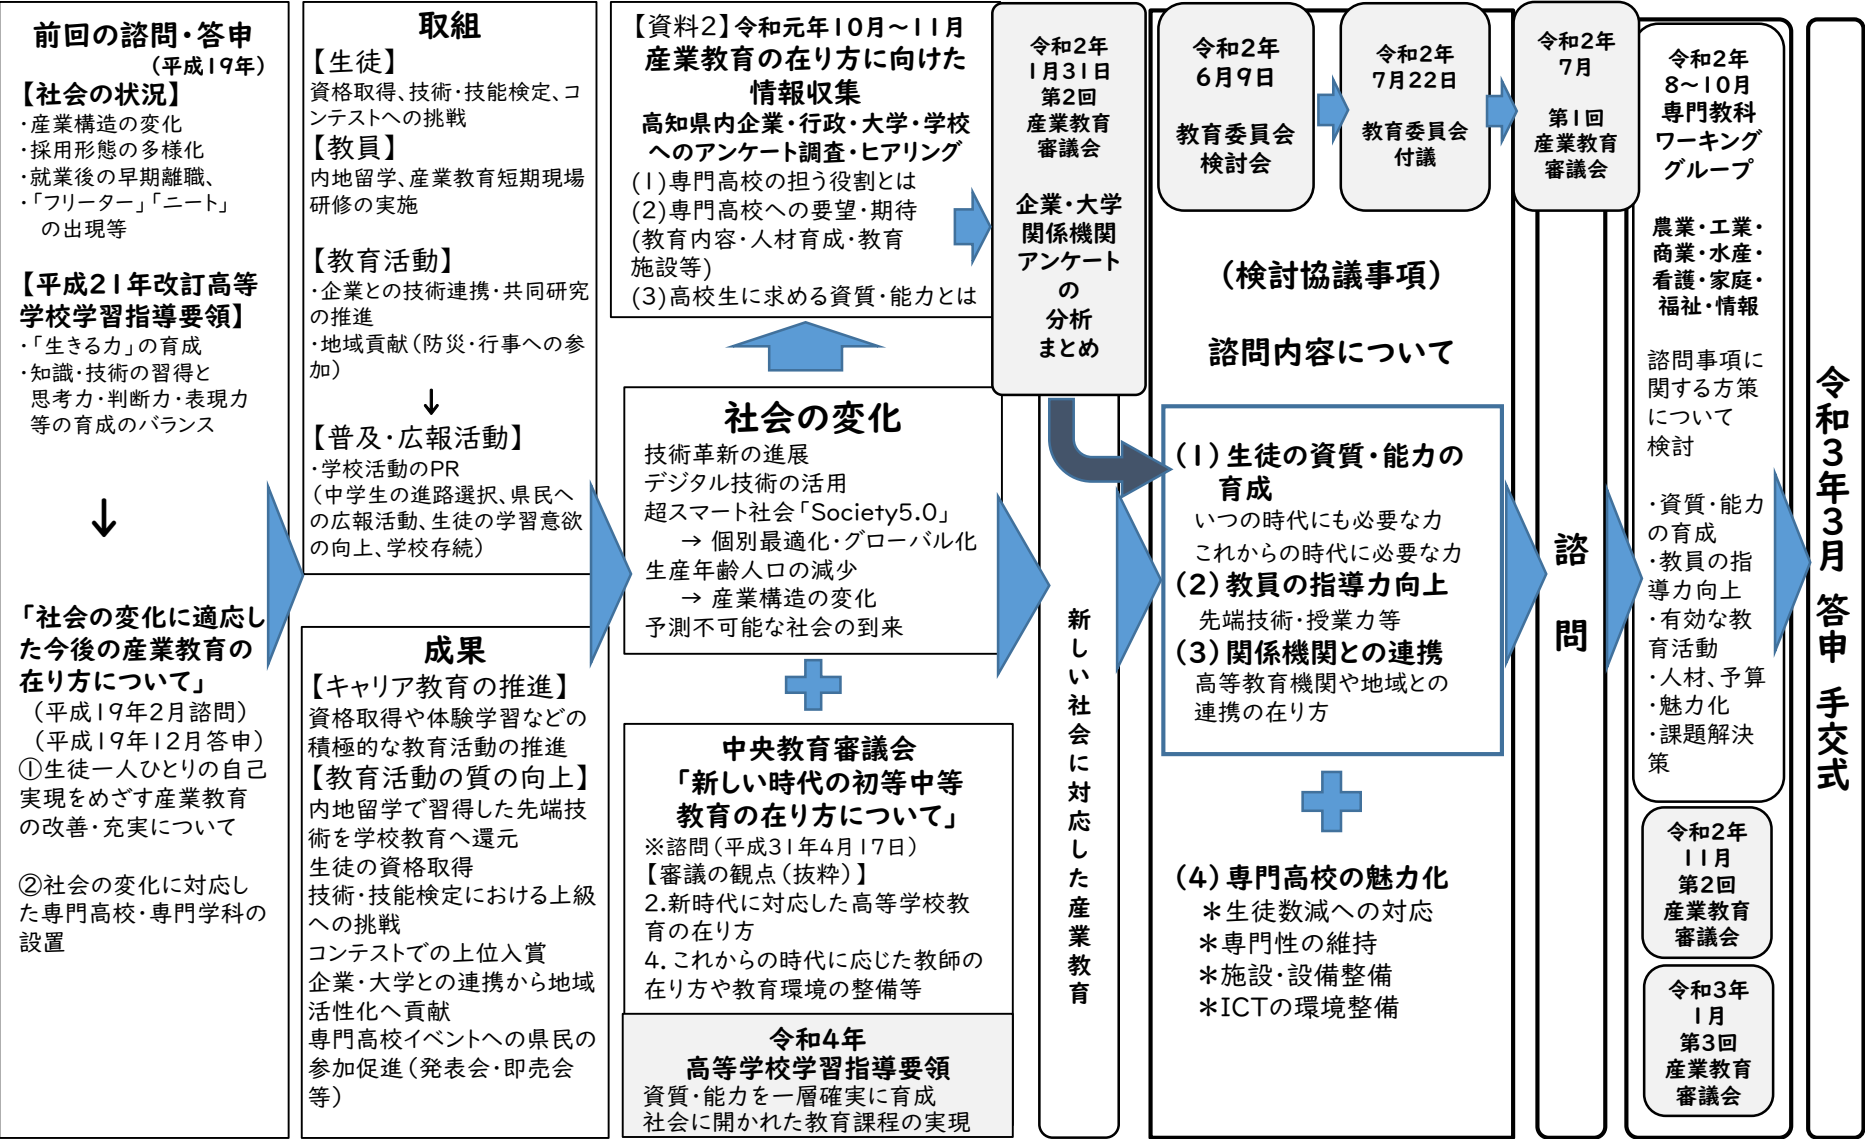 前回の諮問・答申
（平成19年）
【社会の状況】
・産業構造の変化
・採用形態の多様化
・就業後の早期離職、
・「フリーター」「ニート」
の出現等
【平成21年改訂高等
学校学習指導要領】
・「生きる力」の育成
・知識・技術の習得と
思考力・判断力・表現力
等の育成のバランス
↓
「社会の変化に適応し
た今後の産業教育の
在り方について」
（平成19年2月諮問）
（平成19年12月答申）
①生徒一人ひとりの自己
実現をめざす産業教育
の改善・充実について
②社会の変化に対応し
た専門高校・専門学科の
設置
取組
【生徒】
資格取得、技術・技能検定、コ
ンテストへの挑戦
【教員】
内地留学、産業教育短期現場
研修の実施
【教育活動】
・企業との技術連携・共同研究
の推進
・地域貢献（防災・行事への参
加）
↓
【普及・広報活動】
・学校活動のPR
（中学生の進路選択、県民へ
の広報活動、生徒の学習意欲
の向上、学校存続）
成果
【キャリア教育の推進】
資格取得や体験学習などの
積極的な教育活動の推進
【教育活動の質の向上】
内地留学で習得した先端技
術を学校教育へ還元
生徒の資格取得
技術・技能検定における上級
への挑戦
コンテストでの上位入賞
企業・大学との連携から地域
活性化へ貢献
専門高校イベントへの県民の
参加促進（発表会・即売会
等）
【資料2】令和元年10月～11月
産業教育の在り方に向けた
情報収集
高知県内企業・行政・大学・学校
へのアンケート調査・ヒアリング
(1)専門高校の担う役割とは
(2)専門高校への要望・期待
(教育内容・人材育成・教育
施設等)
(3)高校生に求める資質・能力とは
社会の変化
技術革新の進展
デジタル技術の活用
超スマート社会「Society5.0」
→ 個別最適化・グローバル化
生産年齢人口の減少
→ 産業構造の変化
予測不可能な社会の到来
中央教育審議会
「新しい時代の初等中等
教育の在り方について」
※諮問（平成31年4月17日）
【審議の観点（抜粋）】
2.新時代に対応した高等学校教
育の在り方
4．これからの時代に応じた教師の
在り方や教育環境の整備等
令和4年
高等学校学習指導要領
資質・能力を一層確実に育成
社会に開かれた教育課程の実現
令和2年
1月31日
第2回
産業教育
審議会
企業・大学
関係機関
アンケート
の
分析
まとめ
新しい社会に対応した産業教育
令和2年
6月9日
教育委員会
検討会
令和2年
7月22日
教育委員会
付議
（検討協議事項）
諮問内容について
(1)生徒の資質・能力の
育成
いつの時代にも必要な力
これからの時代に必要な力
(2)教員の指導力向上
先端技術・授業力等
(3)関係機関との連携
高等教育機関や地域との
連携の在り方
(4)専門高校の魅力化
＊生徒数減への対応
＊専門性の維持
＊施設・設備整備
＊ICTの環境整備
令和2年
7月
第1回
産業教育
審議会
諮問
令和2年
8～10月
専門教科
ワーキング
グループ
農業・工業・
商業・水産・
看護・家庭・
福祉・情報
諮問事項に
関する方策
について
検討
・資質・能力
の育成
・教員の指
導力向上
・有効な教
育活動
・人材、予算
・魅力化
・課題解決
策
令和2年
11月
第2回
産業教育
審議会
令和3年
1月
第3回
産業教育
審議会
令和3年3月 答申 手交式